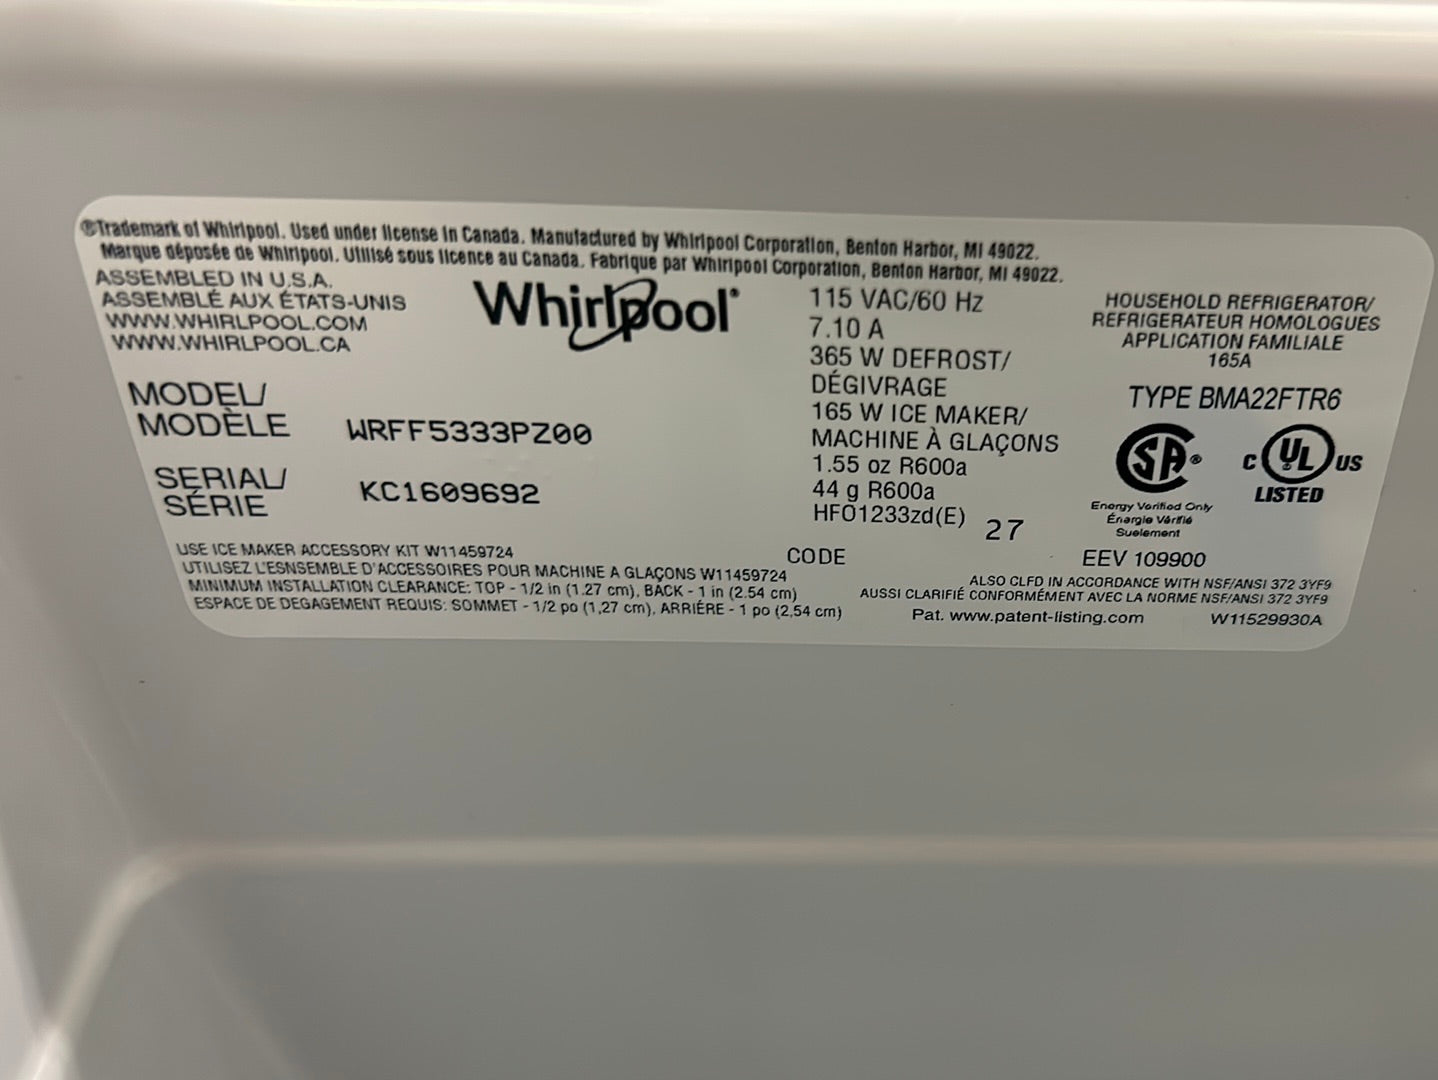 ®Trademark of Whirlpool. Used under license in Canada. Manufactured by Whirlpool Corporation, Benton Harbor, MI 49022.
Marque déposée de Whirlpool. Utilisé sous licence au Canada. Fabrique par Whirlpool Corporation, Benton Harbor, MI 49022.
ASSEMBLED IN U.S.A.
ASSEMBLÉ AUX ÉTATS-UNIS
WWW.WHIRLPOOL.COM
WWW.WHIRLPOOL.CA
Whirlpool®
MODEL/
MODÈLE WRFF5333PZ00
SERIAL/
SÉRIE KC1609692
115 VAC/60 Hz
7.10 A
365 W DEFROST/
DÉGIVRAGE
165 W ICE MAKER/
MACHINE À GLAÇONS
1.55 oz R600a
44 g R600a
HFO1233zd(E) 27
HOUSEHOLD REFRIGERATOR/
REFRIGERATEUR HOMOLOGUES
APPLICATION FAMILIALE
165A
TYPE BMA22FTR6
SA®
C UL US
LISTED
Energy Verified Only
Énergie Vérifié
Suelement
USE ICE MAKER ACCESSORY KIT W11459724
UTILISEZ L'ESNSEMBLE D'ACCESSOIRES POUR MACHINE A GLAÇONS W11459724
MINIMUM INSTALLATION CLEARANCE: TOP - 1/2 in (1.27 cm), BACK - 1 in (2.54 cm)
ESPACE DE DEGAGEMENT REQUIS: SOMMET - 1/2 po (1,27 cm), ARRIÉRE - 1 po (2,54 cm)
CODE
EEV 109900
ALSO CLFD IN ACCORDANCE WITH NSF/ANSI 372 3YF9
AUSSI CLARIFIÉ CONFORMÉMENT AVEC LA NORME NSF/ANSI 372 3YF9
Pat. www.patent-listing.com
W11529930A